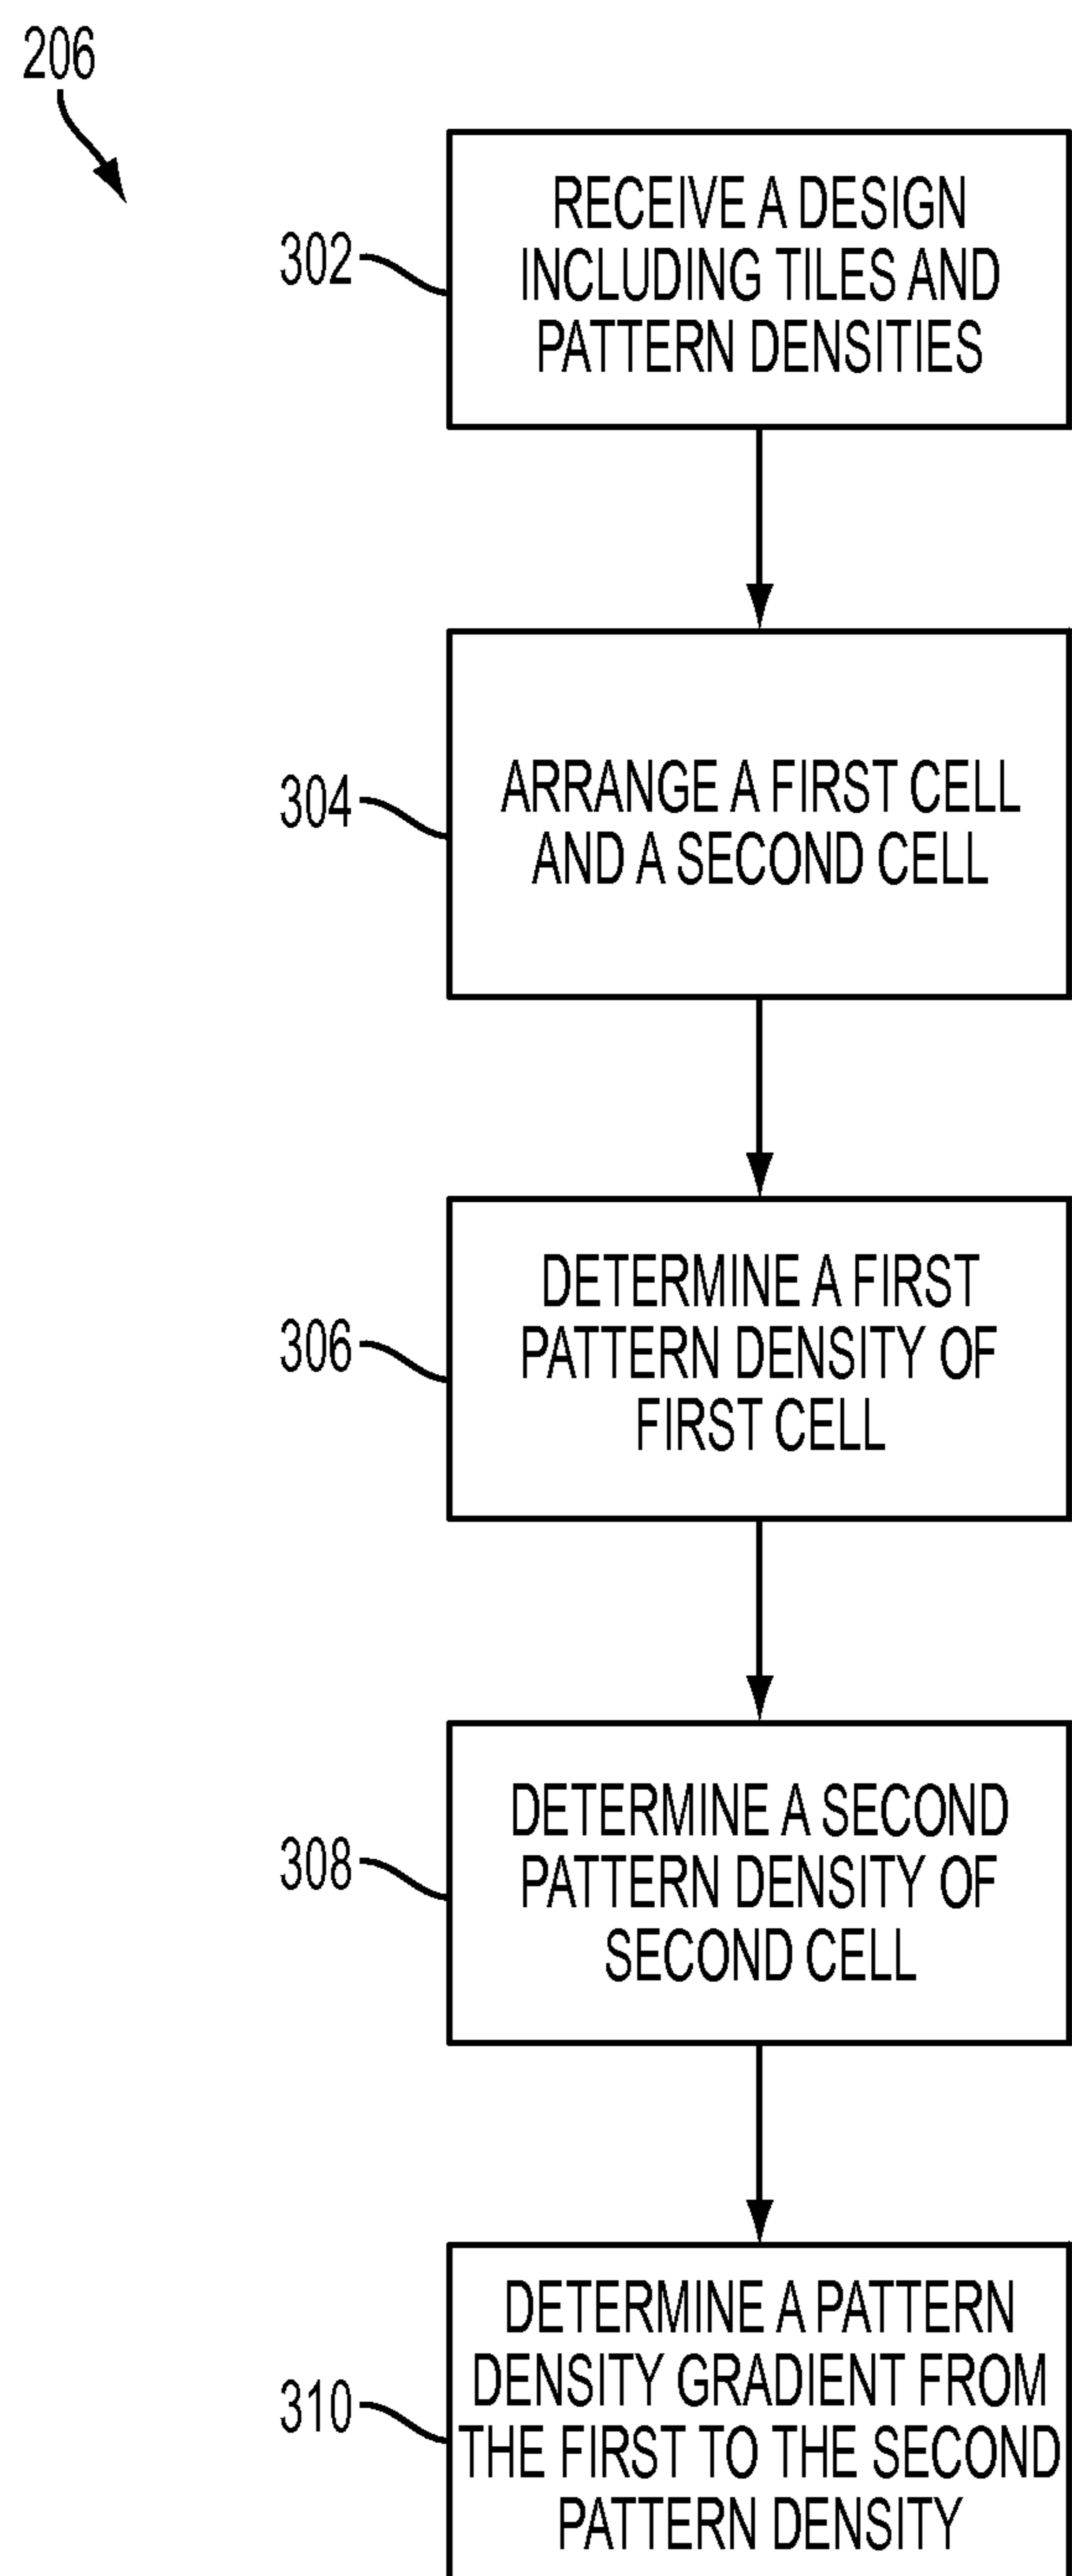 206
302
RECEIVE A DESIGN
INCLUDING TILES AND
PATTERN DENSITIES
304
ARRANGE A FIRST CELL
AND A SECOND CELL
306
DETERMINE A FIRST
PATTERN DENSITY OF
FIRST CELL
308
DETERMINE A SECOND
PATTERN DENSITY OF
SECOND CELL
310
DETERMINE A PATTERN
DENSITY GRADIENT FROM
THE FIRST TO THE SECOND
PATTERN DENSITY